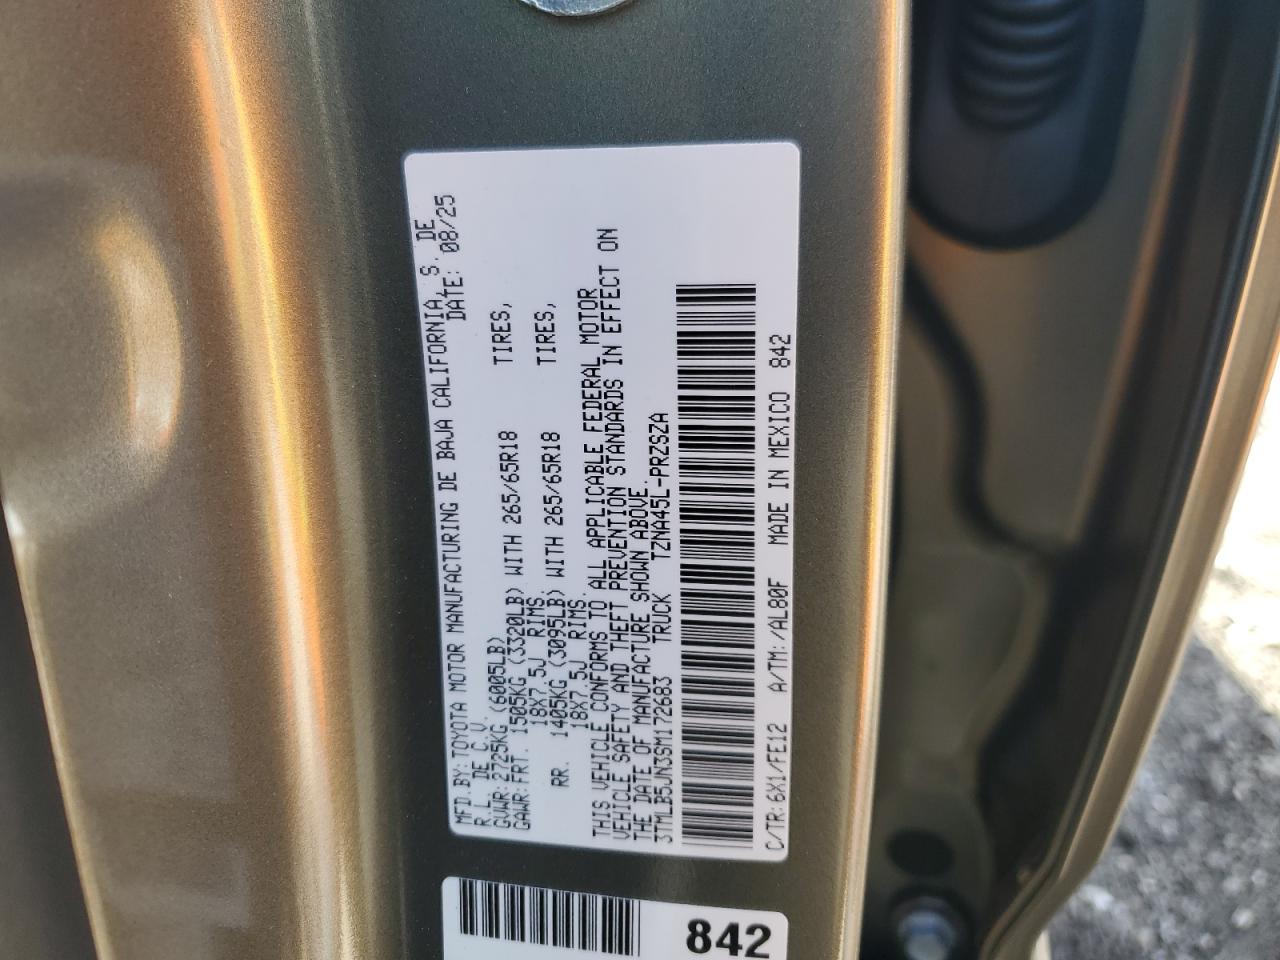 MFD.BY: TOYOTA MOTOR MANUFACTURING DE BAJA CALIFORNIA, S. DE
R.L. DE C.V. DATE: 08/25
GVWR: 2725KG (6005LB)
GAWR:FRT. 1505KG (3320LB) WITH 265/65R18 TIRES,
18X7.5J RIMS.
RR. 1405KG (3095LB) WITH 265/65R18 TIRES,
18X7.5J RIMS.
THIS VEHICLE CONFORMS TO ALL APPLICABLE FEDERAL MOTOR
VEHICLE SAFETY AND THEFT PREVENTION STANDARDS IN EFFECT ON
THE DATE OF MANUFACTURE SHOWN ABOVE.
3TMLB5JN3SM172683 TRUCK TZNA45L-PRZSZA
C/TR: 6X1/FE12 A/TM: /AL80F MADE IN MEXICO 842
842